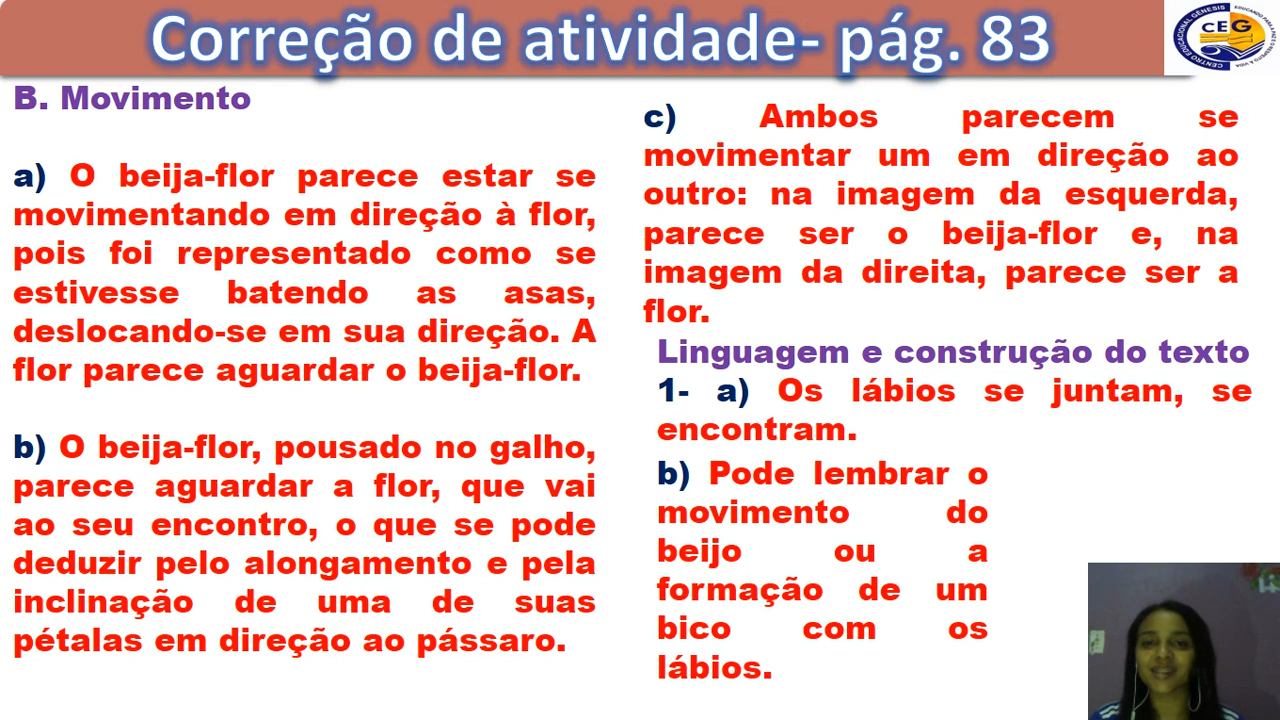 Correção de atividade- pág. 83
CENTRO EDUCACIONAL GÊNESIS
CEG
B. Movimento
a) O beija-flor parece estar se
movimentando em direção à flor,
pois foi representado como se
estivesse batendo as asas,
deslocando-se em sua direção. A
flor parece aguardar o beija-flor.
b) O beija-flor, pousado no galho,
parece aguardar a flor, que vai
ao seu encontro, o que se pode
deduzir pelo alongamento e pela
inclinação de uma de suas
pétalas em direção ao pássaro.
c) Ambos parecem se
movimentar um em direção ao
outro: na imagem da esquerda,
parece ser o beija-flor e, na
imagem da direita, parece ser a
flor.
Linguagem e construção do texto
1- a) Os lábios se juntam, se
encontram.
b) Pode lembrar o
movimento do
beijo ou a
formação de um
bico com os
lábios.